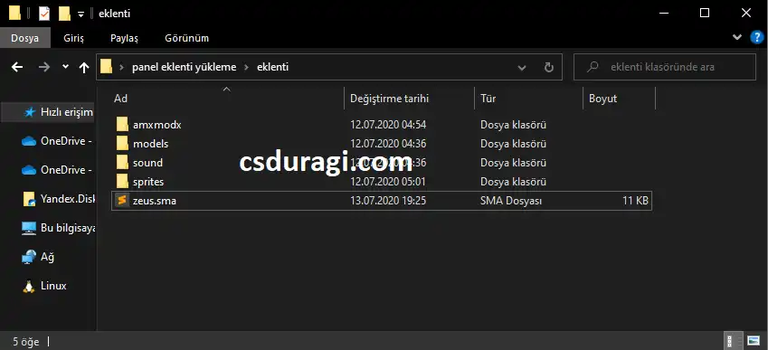 eklenti
Dosya Giriş Paylaş Görünüm
panel eklenti yükleme › eklenti
eklenti klasöründe ara
Ad Değiştirme tarihi Tür Boyut
Hızlı erişim
OneDrive -
OneDrive -
Yandex.Disk
Bu bilgisaya
Ağ
Linux
amxmodx 12.07.2020 04:54 Dosya klasörü
models 12.07.2020 04:36 Dosya klasörü
sound 12.07.2020 04:36 Dosya klasörü
sprites 12.07.2020 05:01 Dosya klasörü
zeus.sma 13.07.2020 19:25 SMA Dosyası 11 KB
csduragi.com
5 öğe